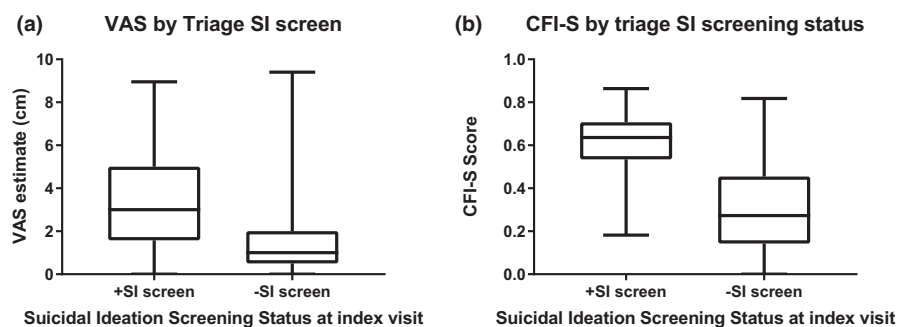 (a) VAS by Triage SI screen
VAS estimate (cm)
10
8
6
4
2
0
+SI screen -SI screen
Suicidal Ideation Screening Status at index visit
(b) CFI-S by triage SI screening status
CFI-S Score
1.0
0.8
0.6
0.4
0.2
0.0
+SI screen -SI screen
Suicidal Ideation Screening Status at index visit